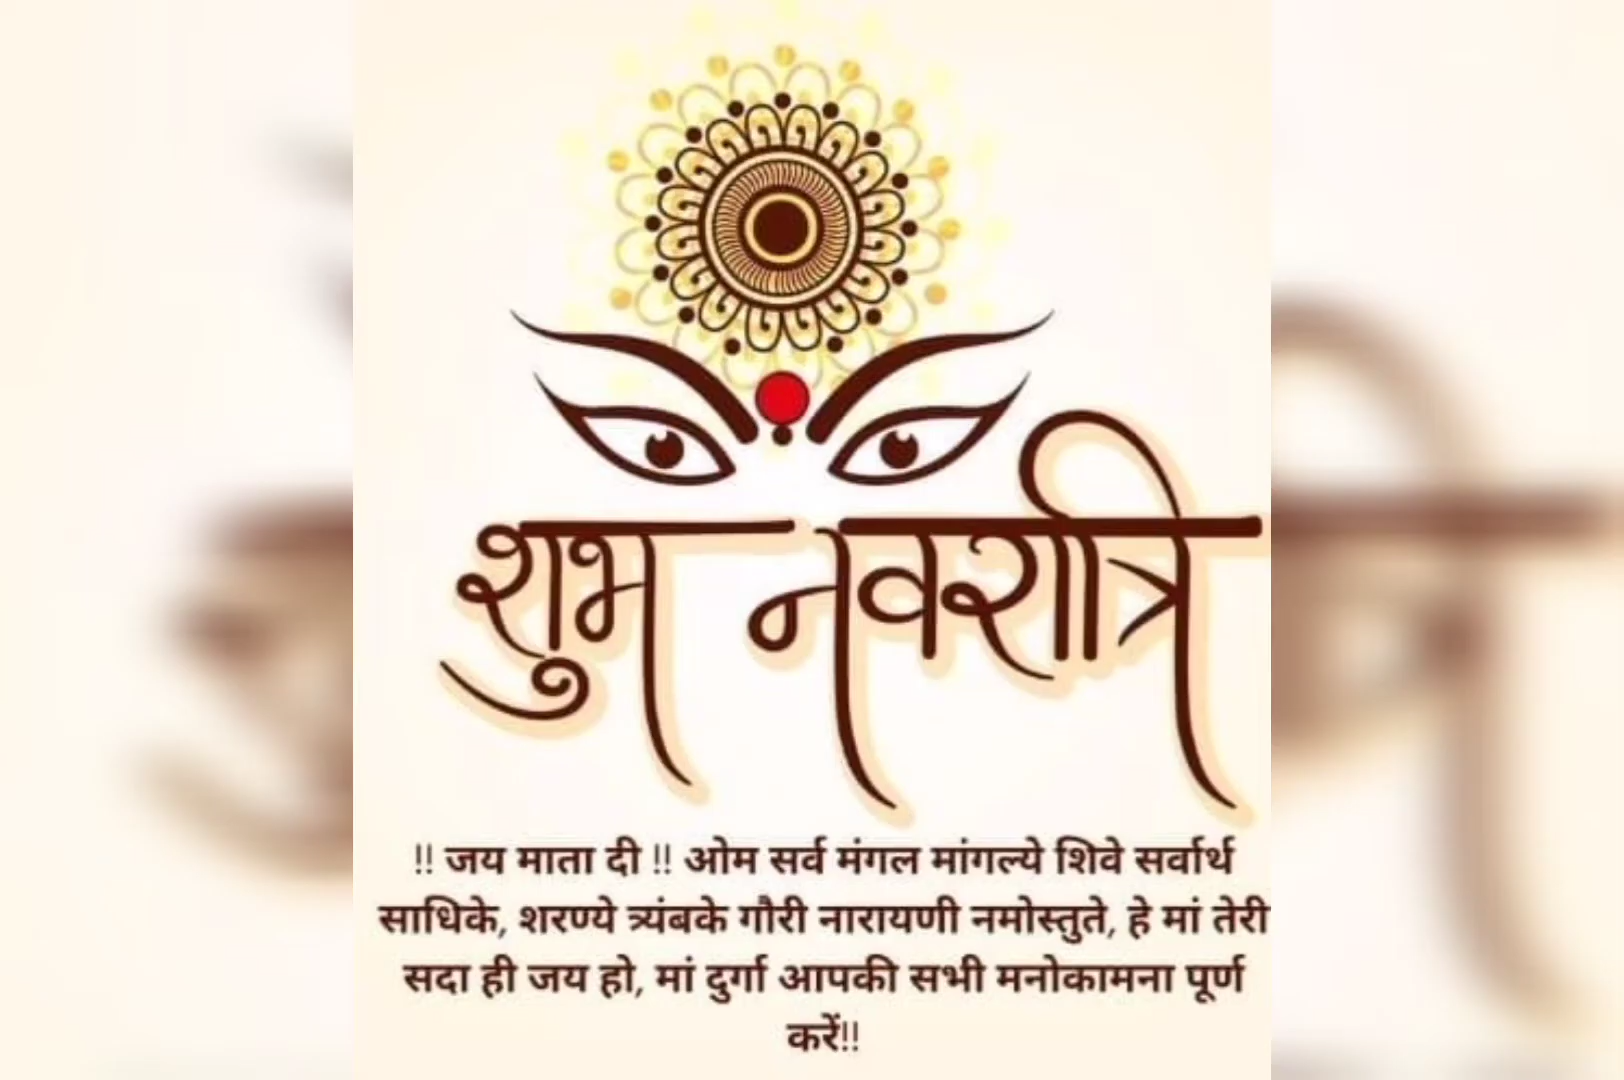 शुभ नवरात्रि
!! जय माता दी !! ओम सर्व मंगल मांगल्ये शिवे सर्वार्थ
साधिके, शरण्ये त्र्यंबके गौरी नारायणी नमोस्तुते, हे मां तेरी
सदा ही जय हो, मां दुर्गा आपकी सभी मनोकामना पूर्ण
करें!!